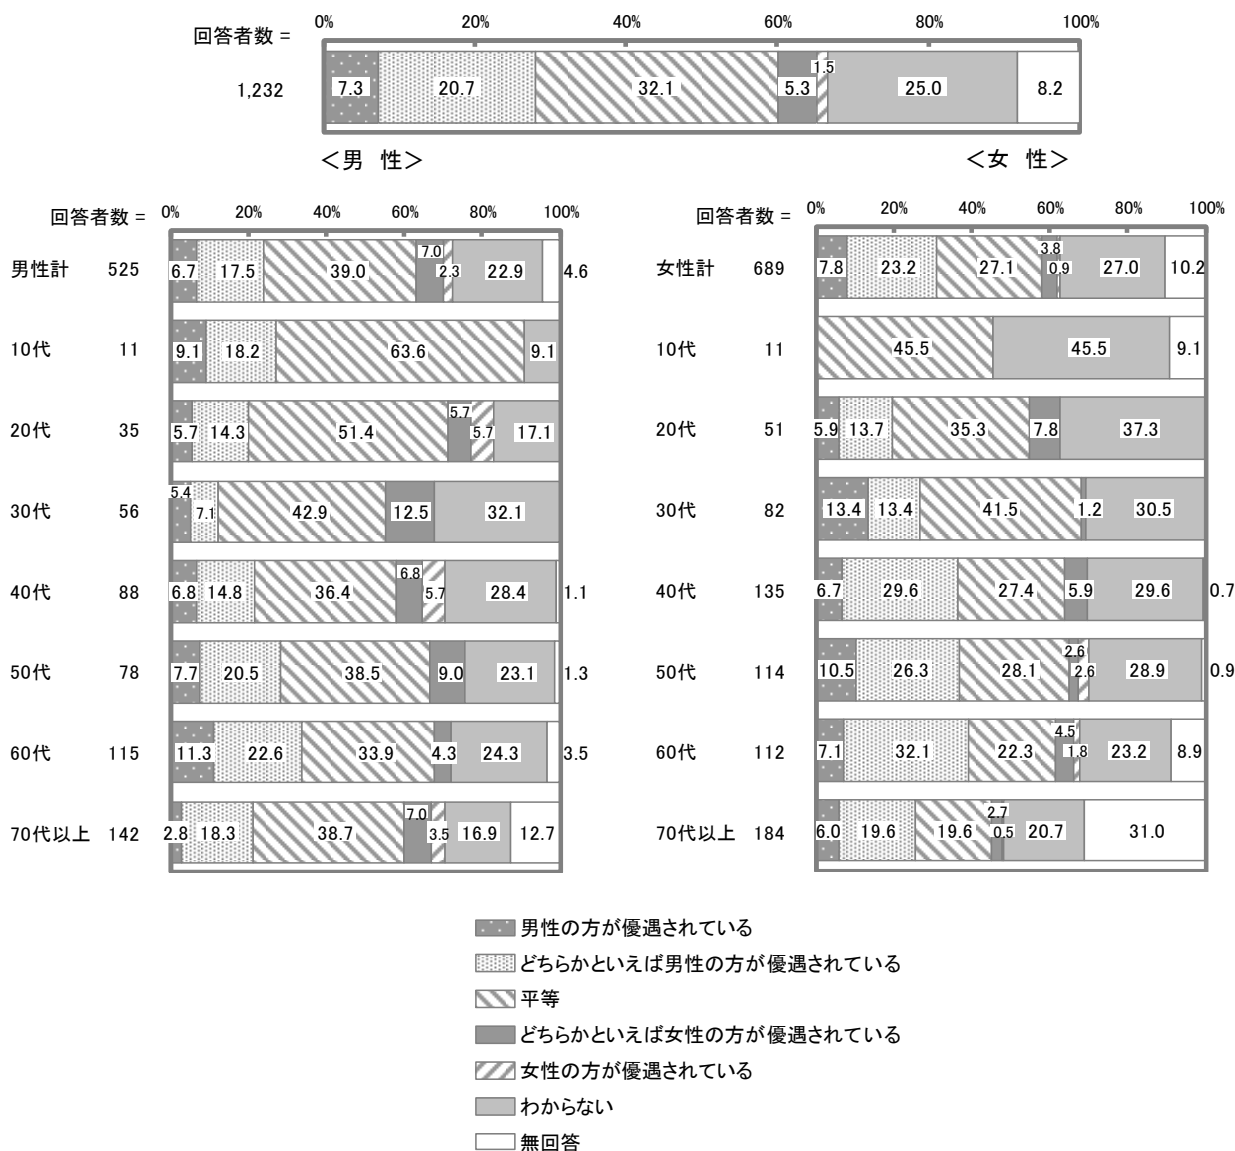 0% 20% 40% 60% 80% 100%
回答者数 =
1,232 7.3 20.7 32.1 5.3 1.5 25.0 8.2
＜男 性＞
＜女 性＞
回答者数 = 0% 20% 40% 60% 80% 100%
男性計 525 6.7 17.5 39.0 7.0 2.3 22.9 4.6
10代 11 9.1 18.2 63.6 9.1
20代 35 5.7 14.3 51.4 5.7 5.7 17.1
30代 56 5.4 7.1 42.9 12.5 32.1
40代 88 6.8 14.8 36.4 6.8 5.7 28.4 1.1
50代 78 7.7 20.5 38.5 9.0 23.1 1.3
60代 115 11.3 22.6 33.9 4.3 24.3 3.5
70代以上 142 2.8 18.3 38.7 7.0 3.5 16.9 12.7
回答者数 = 0% 20% 40% 60% 80% 100%
女性計 689 7.8 23.2 27.1 3.8 0.9 27.0 10.2
10代 11 45.5 45.5 9.1
20代 51 5.9 13.7 35.3 7.8 37.3
30代 82 13.4 13.4 41.5 1.2 30.5
40代 135 6.7 29.6 27.4 5.9 29.6 0.7
50代 114 10.5 26.3 28.1 2.6 2.6 28.9 0.9
60代 112 7.1 32.1 22.3 4.5 1.8 23.2 8.9
70代以上 184 6.0 19.6 19.6 2.7 0.5 20.7 31.0
男性の方が優遇されている
どちらかといえば男性の方が優遇されている
平等
どちらかといえば女性の方が優遇されている
女性の方が優遇されている
わからない
無回答